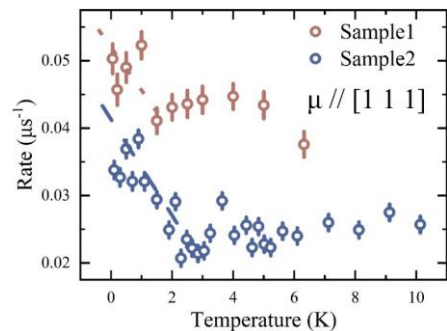 Sample1
Sample2
μ // [1 1 1]
0.05
0.04
0.03
0.02
Rate (μs⁻¹)
0 2 4 6 8 10
Temperature (K)